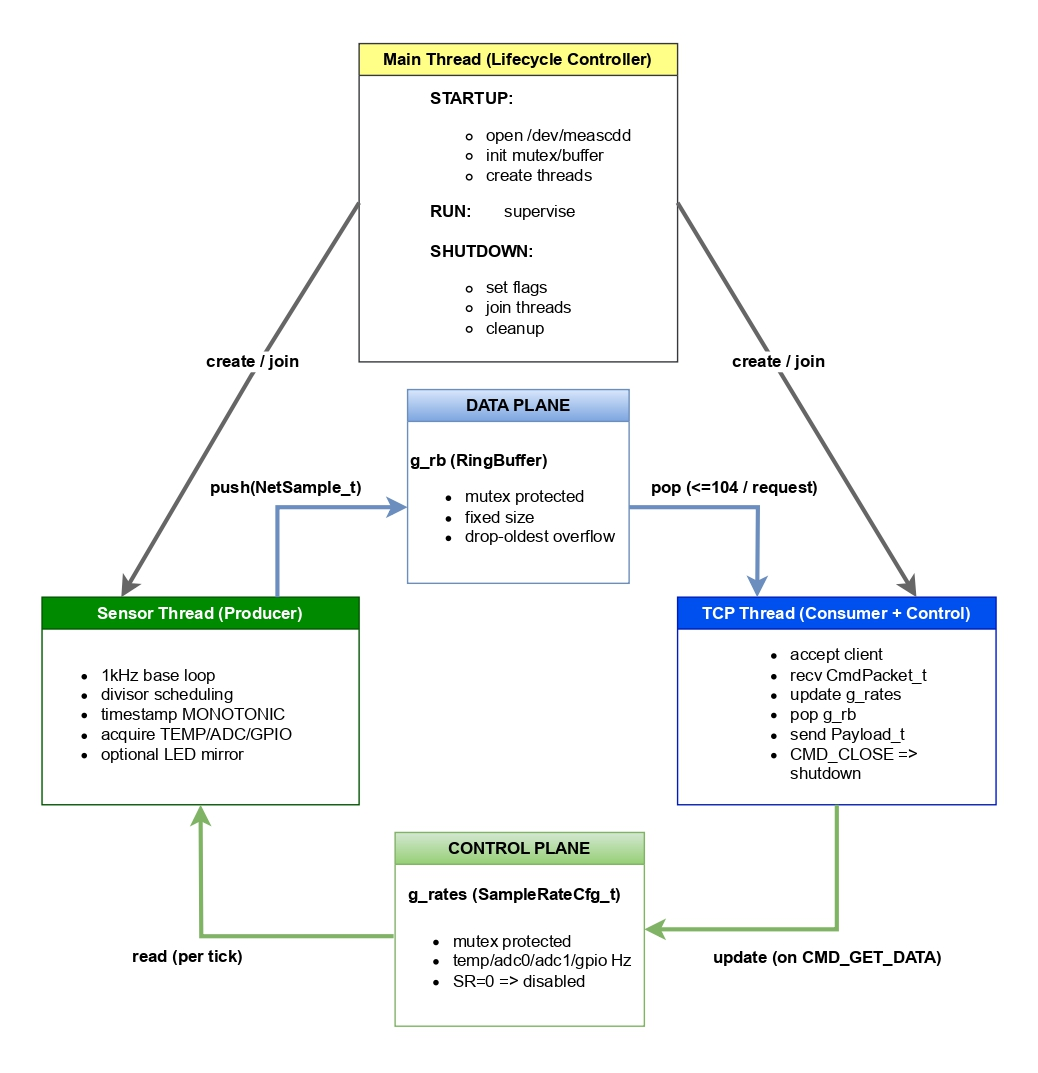 Main Thread (Lifecycle Controller)
STARTUP:
open /dev/meascdd
init mutex/buffer
create threads
RUN: supervise
SHUTDOWN:
set flags
join threads
cleanup
create / join
create / join
DATA PLANE
g_rb (RingBuffer)
mutex protected
fixed size
drop-oldest overflow
push(NetSample_t)
pop (<=104 / request)
Sensor Thread (Producer)
1kHz base loop
divisor scheduling
timestamp MONOTONIC
acquire TEMP/ADC/GPIO
optional LED mirror
TCP Thread (Consumer + Control)
accept client
recv CmdPacket_t
update g_rates
pop g_rb
send Payload_t
CMD_CLOSE =>
shutdown
CONTROL PLANE
g_rates (SampleRateCfg_t)
mutex protected
temp/adc0/adc1/gpio Hz
SR=0 => disabled
read (per tick)
update (on CMD_GET_DATA)